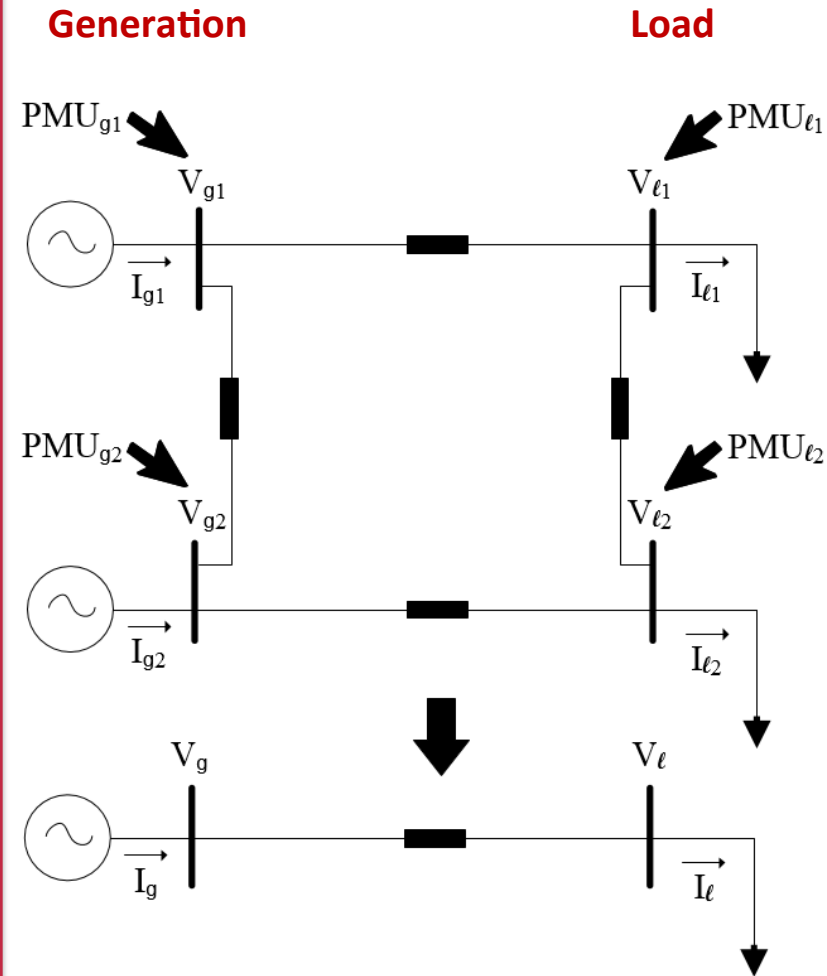 Generation Load
PMUg1 PMUℓ1
Vg1 Vℓ1
Ig1 Iℓ1
PMUg2 PMUℓ2
Vg2 Vℓ2
Ig2 Iℓ2
Vg Vℓ
Ig Iℓ